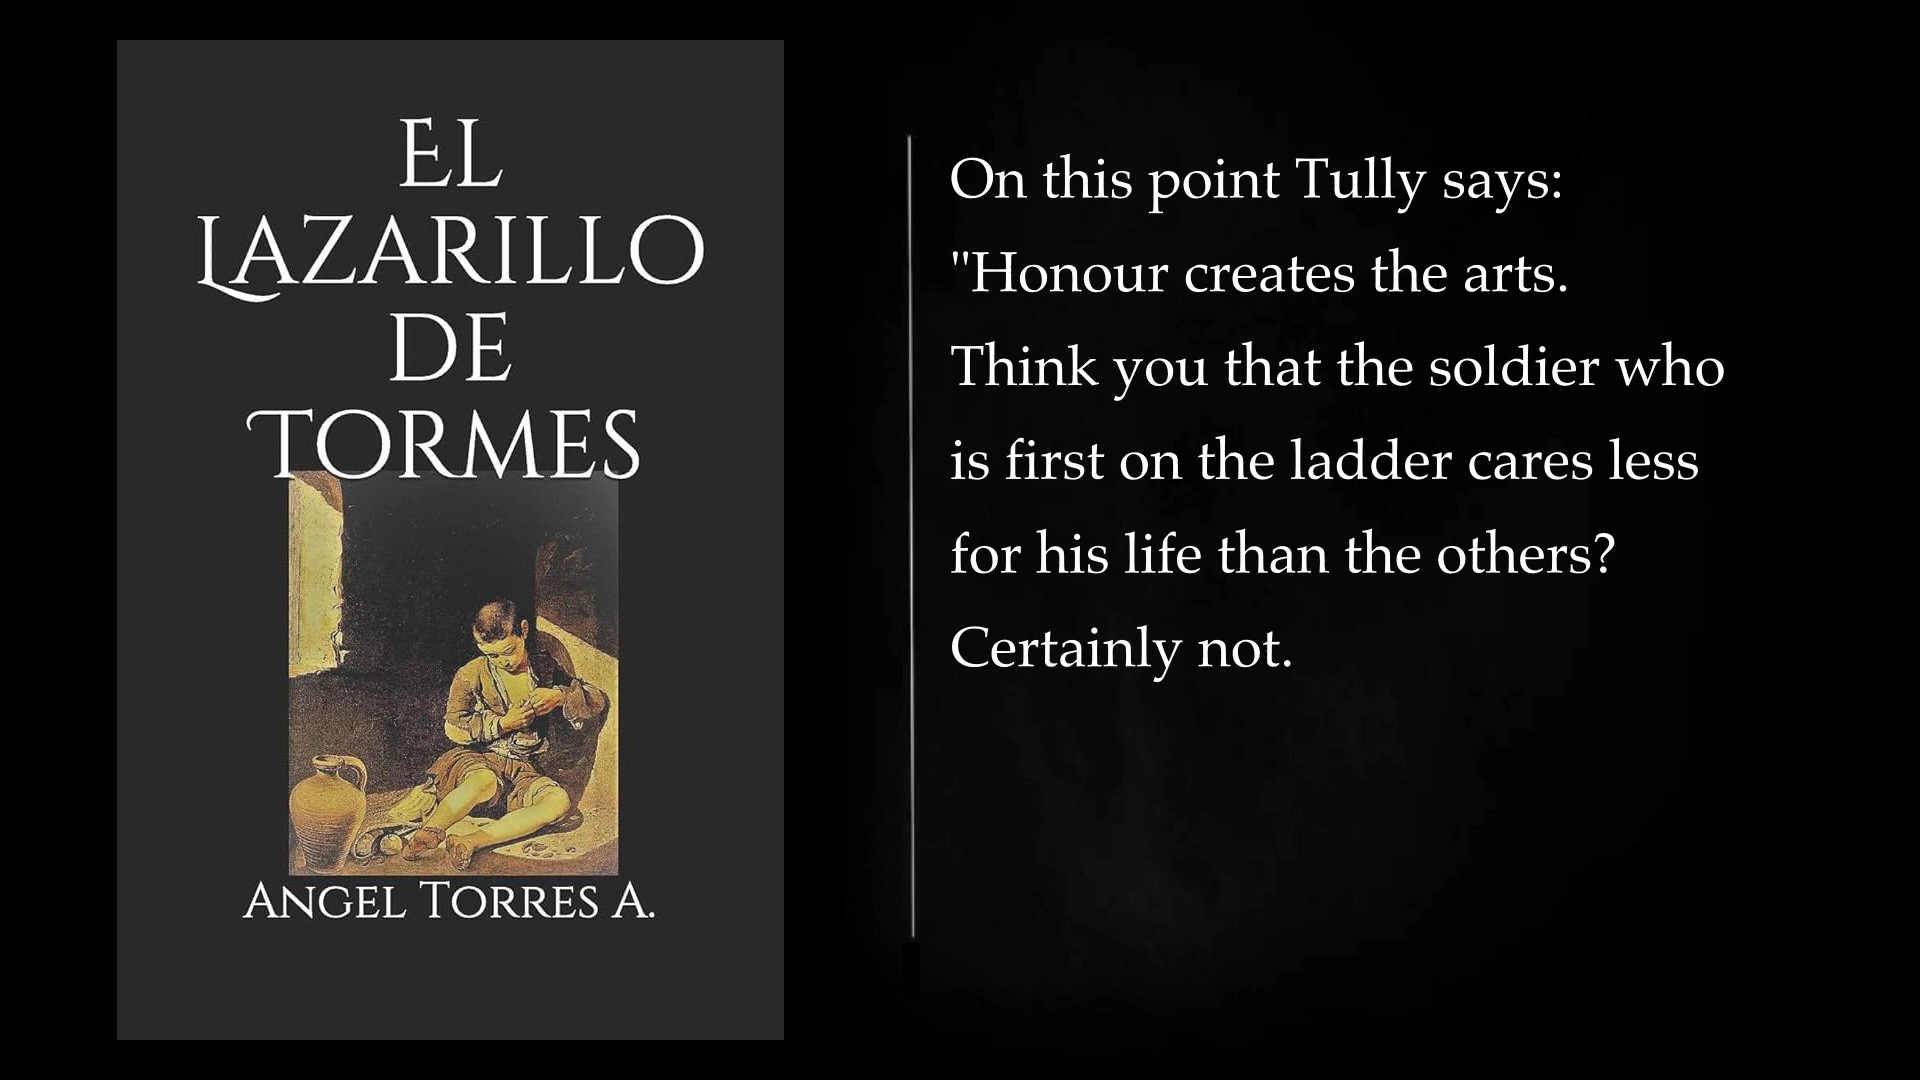 EL
LAZARILLO
DE
TORMES
ANGEL TORRES A.
On this point Tully says:
"Honour creates the arts.
Think you that the soldier who
is first on the ladder cares less
for his life than the others?
Certainly not.